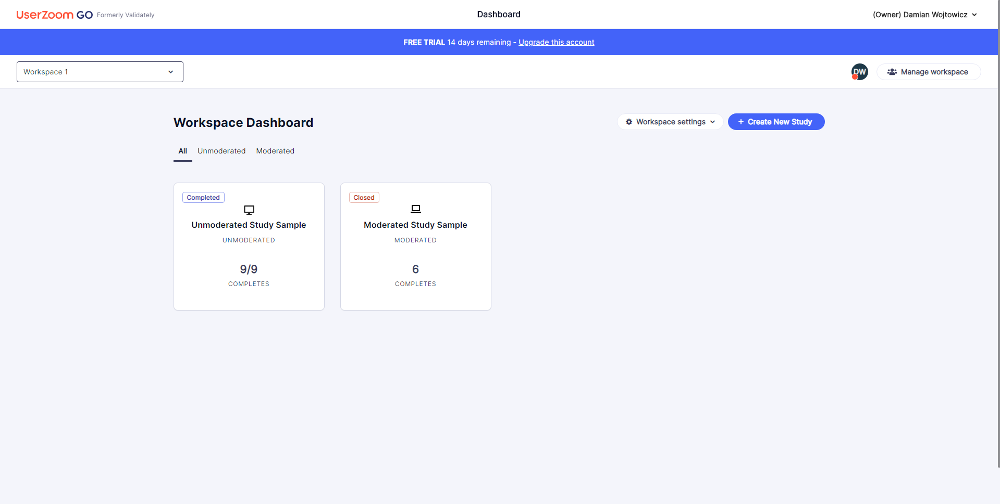 UserZoom GO Formerly Validately
Dashboard
(Owner) Damian Wojtowicz
FREE TRIAL 14 days remaining - Upgrade this account
Workspace 1
DW
Manage workspace
Workspace Dashboard
Workspace settings
+ Create New Study
All
Unmoderated
Moderated
Completed
Unmoderated Study Sample
UNMODERATED
9/9
COMPLETES
Closed
Moderated Study Sample
MODERATED
6
COMPLETES